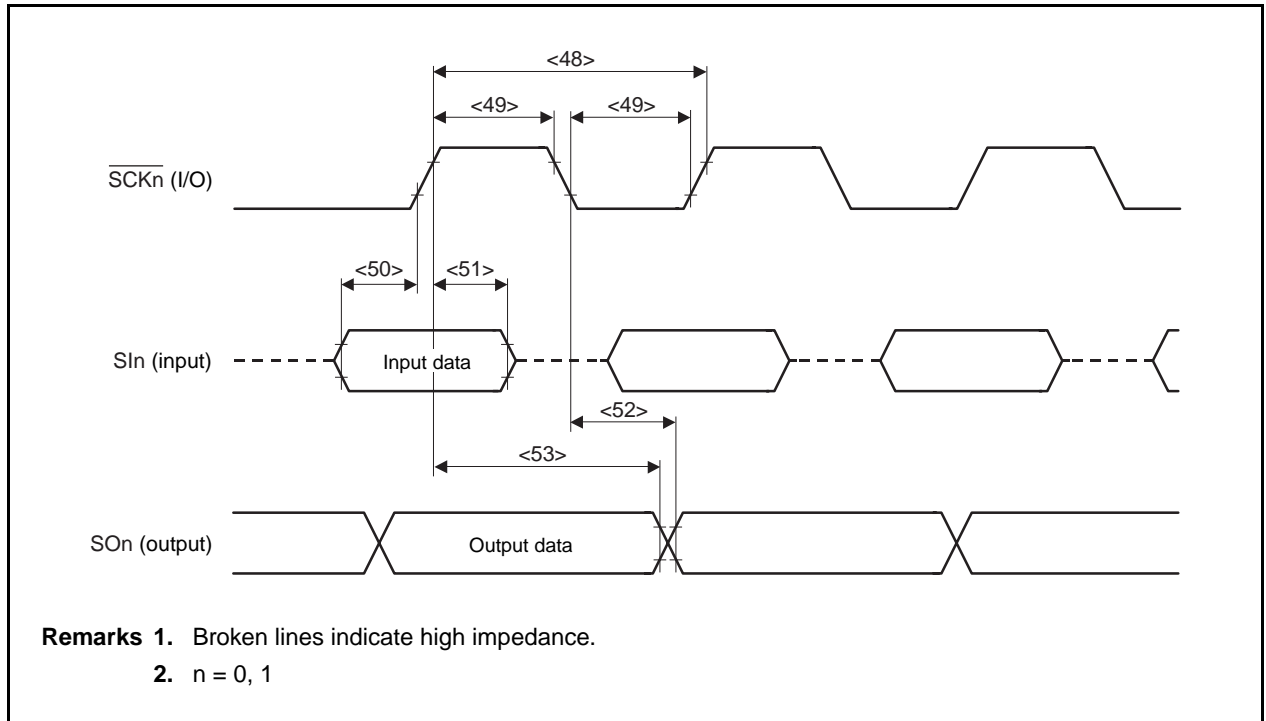 <48>
<49> <49>
SCKn (I/O)
<50> <51>
SIn (input)
Input data
<52>
<53>
SOn (output)
Output data
Remarks 1. Broken lines indicate high impedance.
2. n = 0, 1